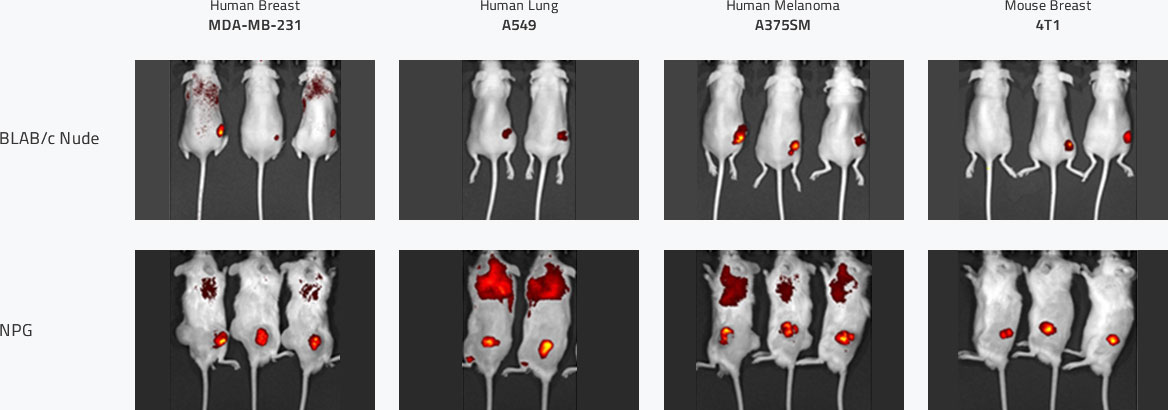 Human Breast
MDA-MB-231
Human Lung
A549
Human Melanoma
A375SM
Mouse Breast
4T1
BLAB/c Nude
NPG